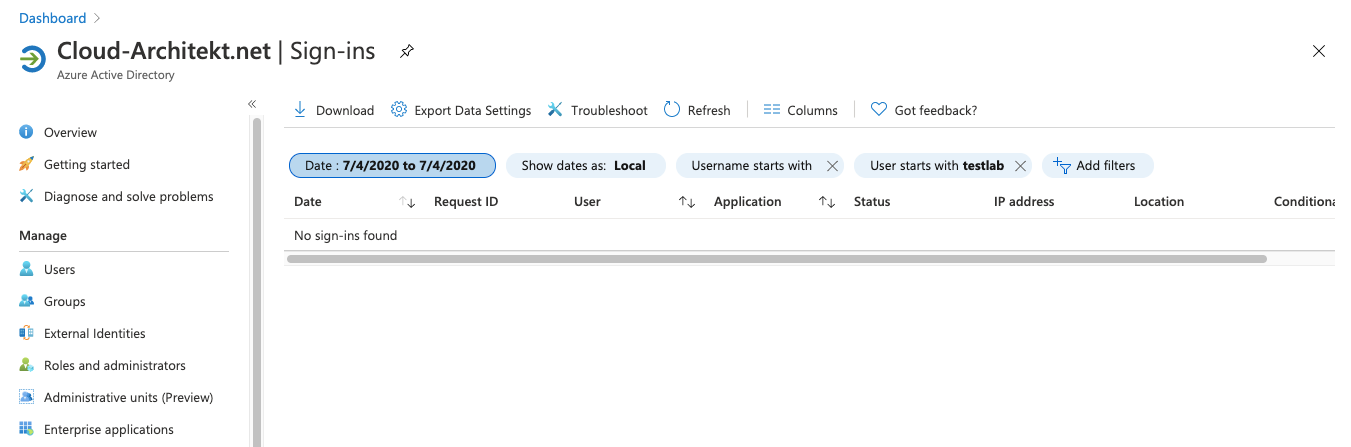 Dashboard
Cloud-Architekt.net | Sign-ins
Azure Active Directory
Overview
Getting started
Diagnose and solve problems
Manage
Users
Groups
External Identities
Roles and administrators
Administrative units (Preview)
Enterprise applications
Download Export Data Settings Troubleshoot Refresh Columns Got feedback?
Date : 7/4/2020 to 7/4/2020 Show dates as: Local Username starts with User starts with testlab Add filters
Date Request ID User Application Status IP address Location Conditiona
No sign-ins found